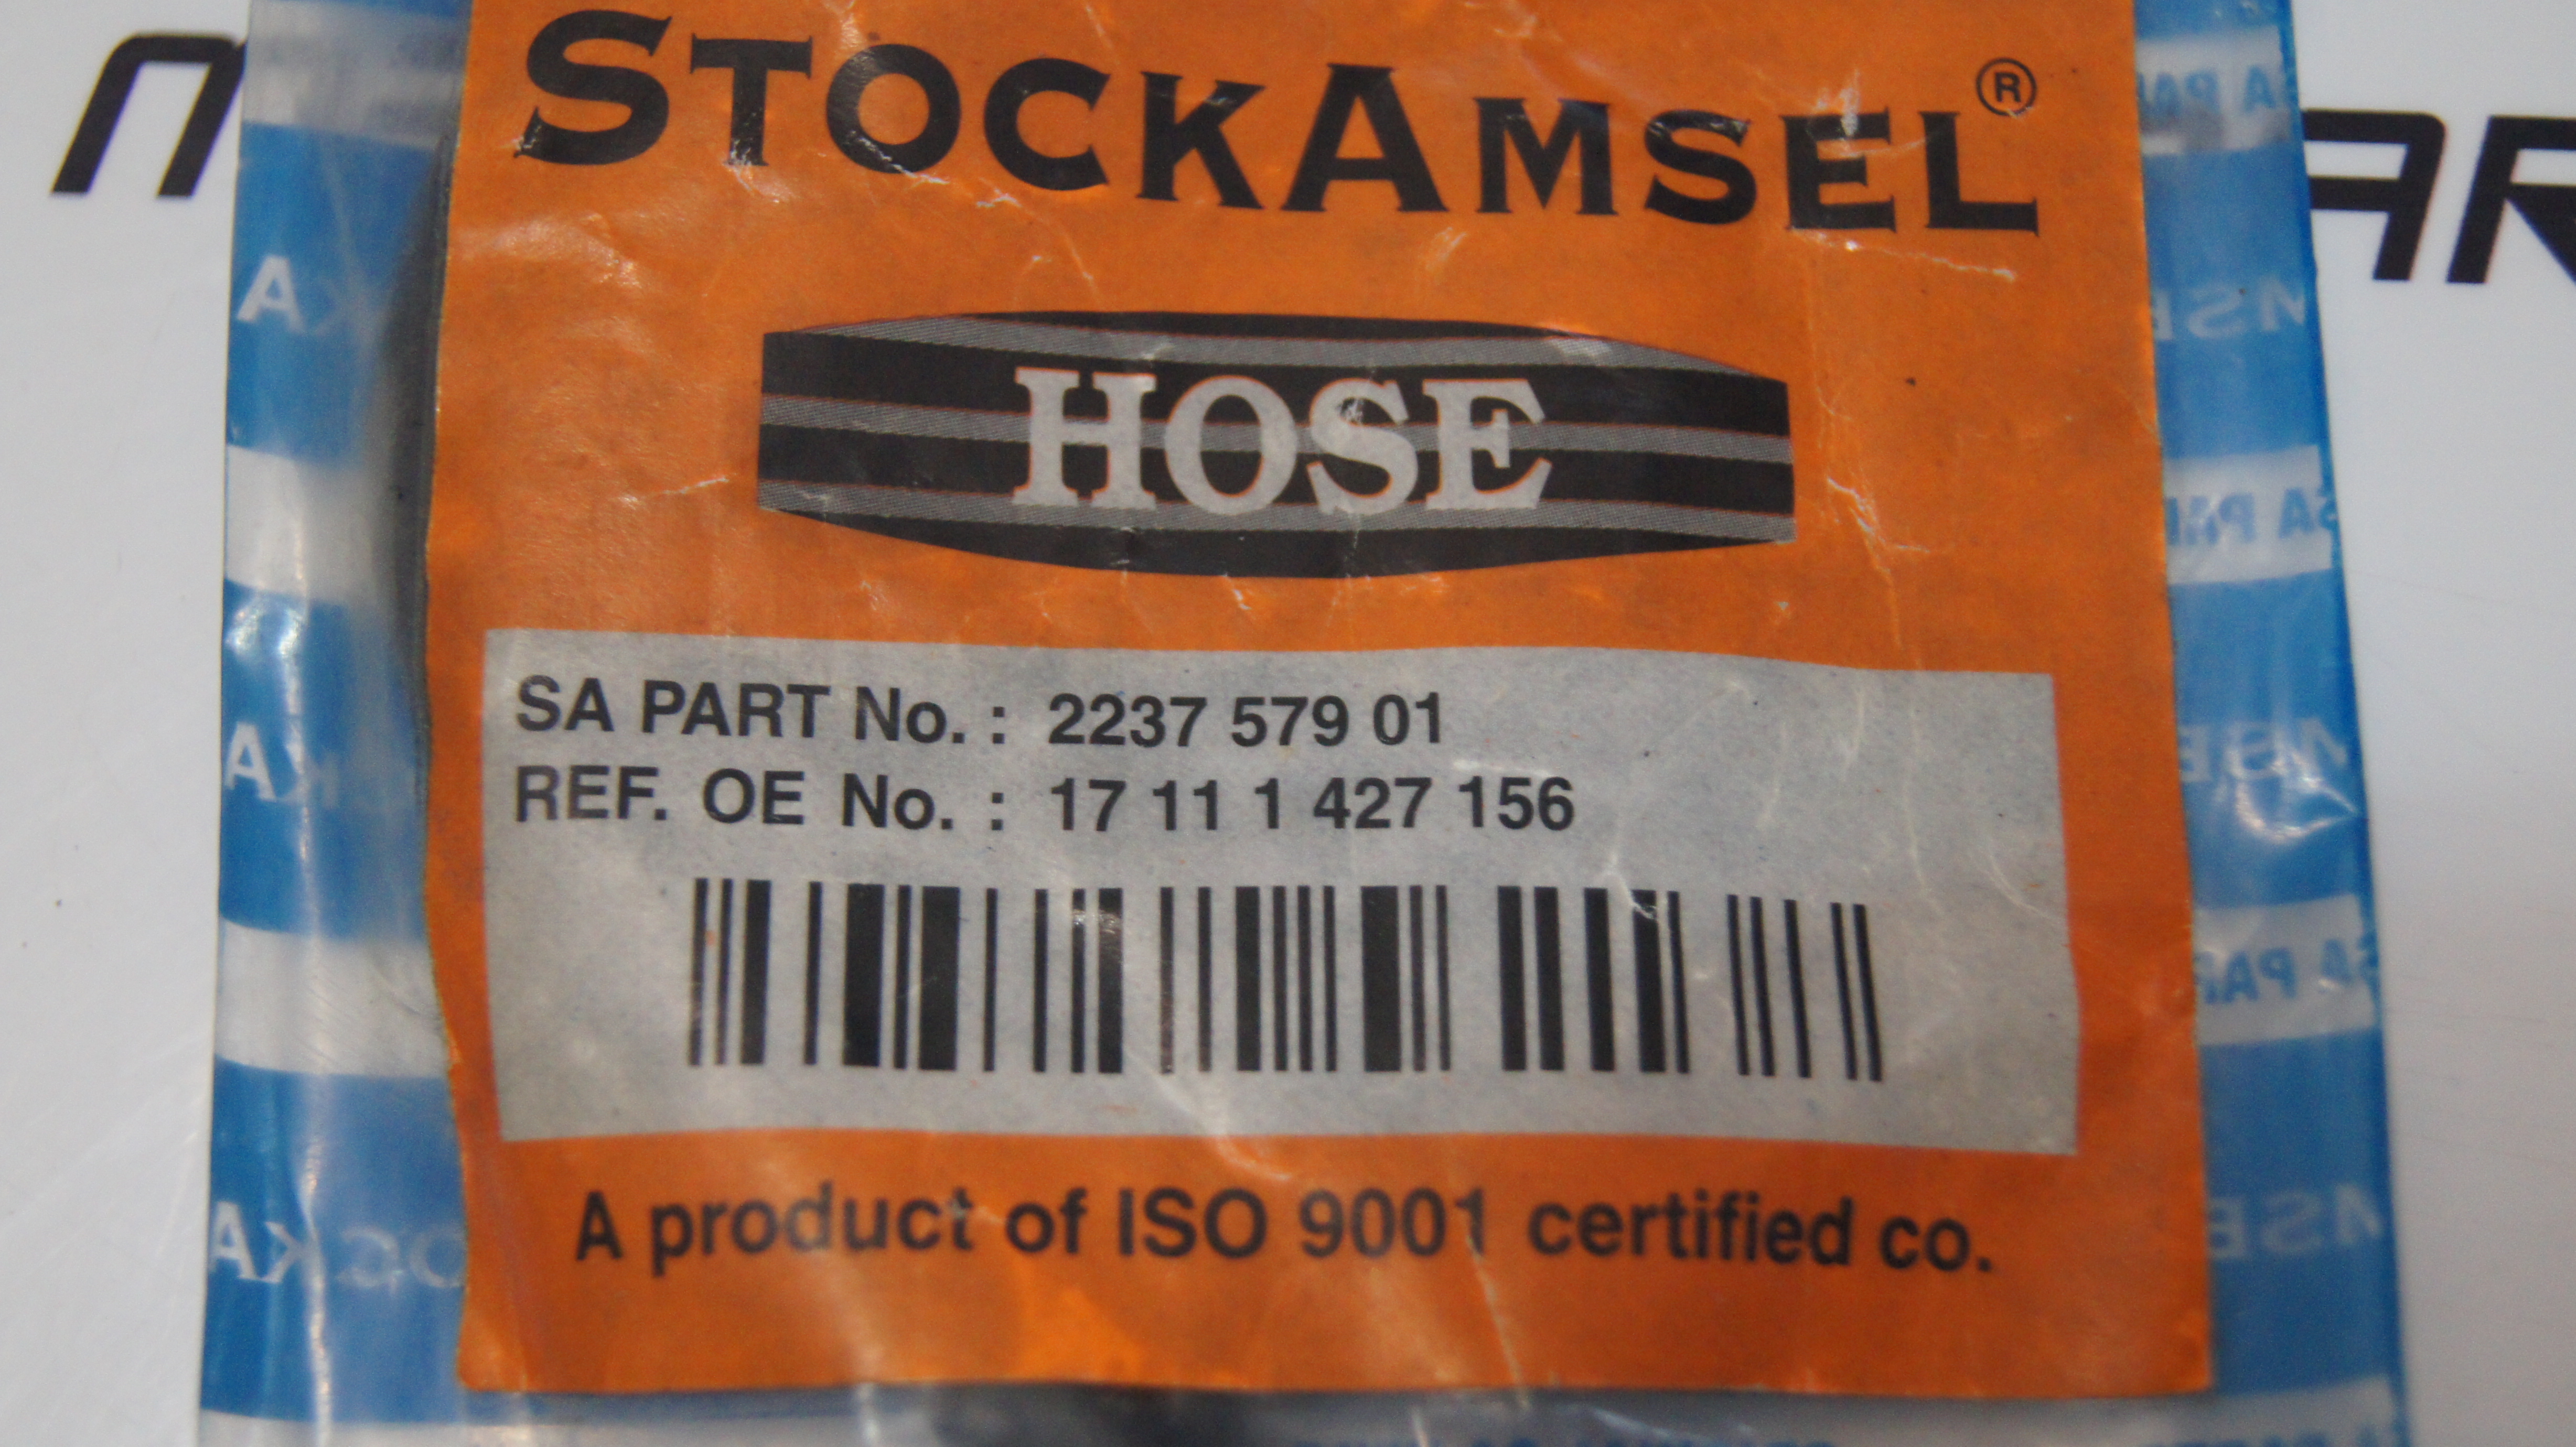 STOCKAMSEL®
HOSE
SA PART No. : 2237 579 01
REF. OE No. : 17 11 1 427 156
A product of ISO 9001 certified co.